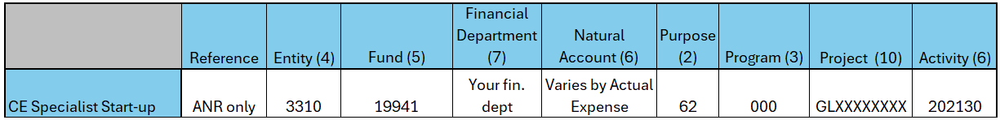 Reference
Entity (4)
Fund (5)
Financial
Department
(7)
Natural
Account (6)
Purpose
(2)
Program (3)
Project  (10)
Activity (6)
CE Specialist Start-up
ANR only
3310
19941
Your fin.
dept
Varies by Actual
Expense
62
000
GLXXXXXXXX
202130